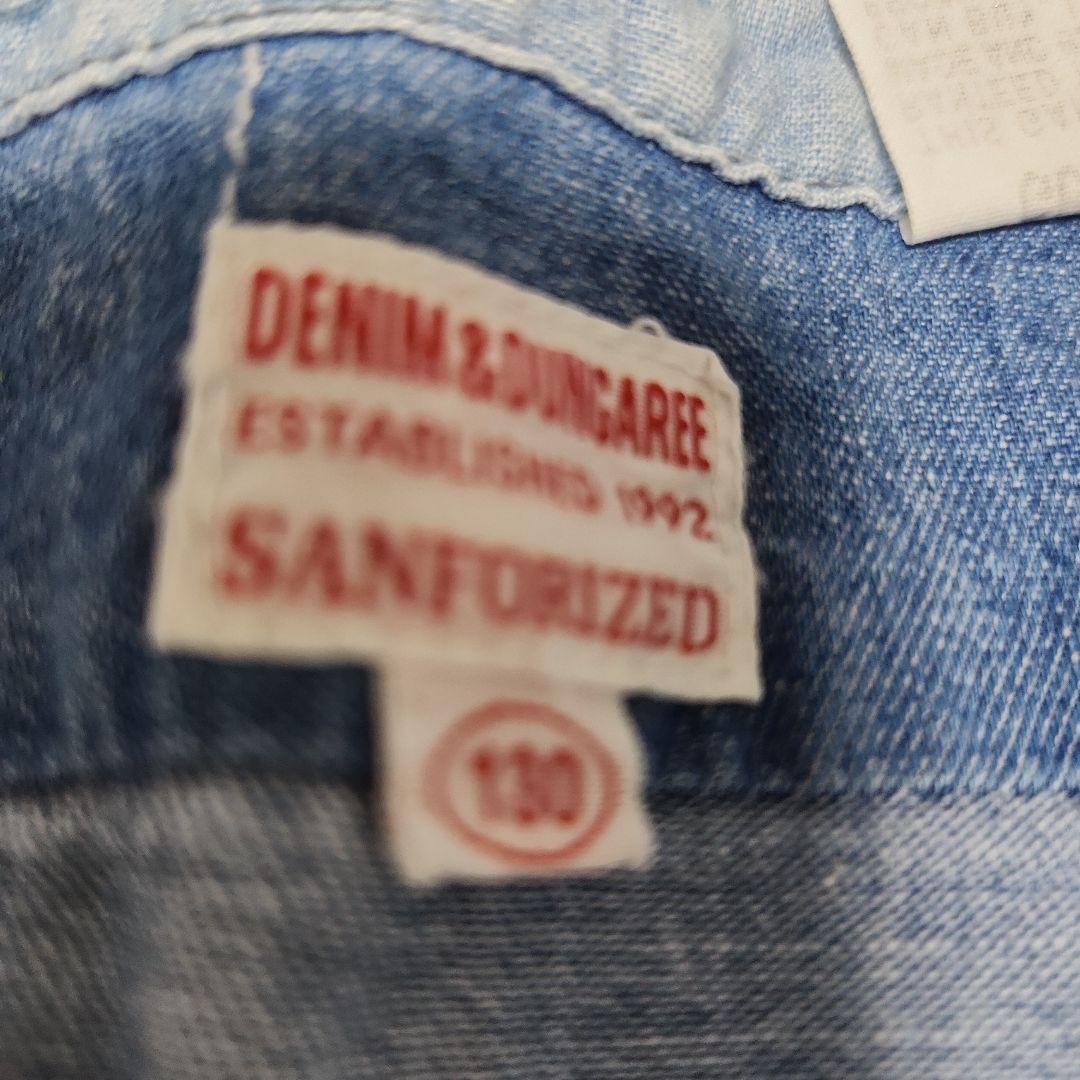 DENIM & DUNGAREE
ESTABLISHED 1992.
SANFORIZED
130